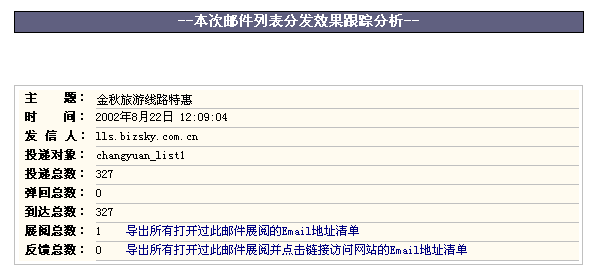 --本次邮件列表分发效果跟踪分析--
主 题： 金秋旅游线路特惠
时 间： 2002年8月22日 12:09:04
发 信 人： lls.bizsky.com.cn
投递对象： changyuan_list1
投递总数： 327
弹回总数： 0
到达总数： 327
展阅总数： 1 导出所有打开过此邮件展阅的Email地址清单
反馈总数： 0 导出所有打开过此邮件展阅并点击链接访问网站的Email地址清单